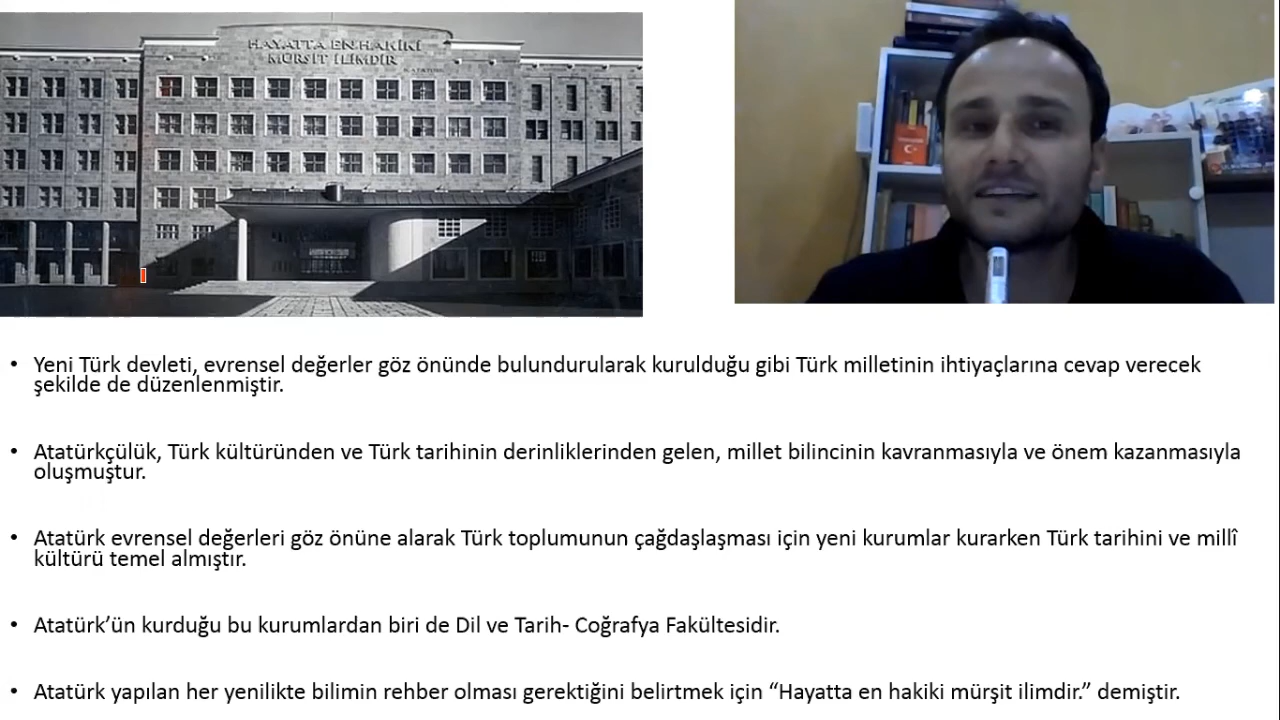 HAYATTA EN HAKİKİ
MÜRŞİT İLİMDİR
• Yeni Türk devleti, evrensel değerler göz önünde bulundurularak kurulduğu gibi Türk milletinin ihtiyaçlarına cevap verecek
şekilde de düzenlenmiştir.
• Atatürkçülük, Türk kültüründen ve Türk tarihinin derinliklerinden gelen, millet bilincinin kavranmasıyla ve önem kazanmasıyla
oluşmuştur.
• Atatürk evrensel değerleri göz önüne alarak Türk toplumunun çağdaşlaşması için yeni kurumlar kurarken Türk tarihini ve millî
kültürü temel almıştır.
• Atatürk’ün kurduğu bu kurumlardan biri de Dil ve Tarih- Coğrafya Fakültesidir.
• Atatürk yapılan her yenilikte bilimin rehber olması gerektiğini belirtmek için “Hayatta en hakiki mürşit ilimdir.” demiştir.